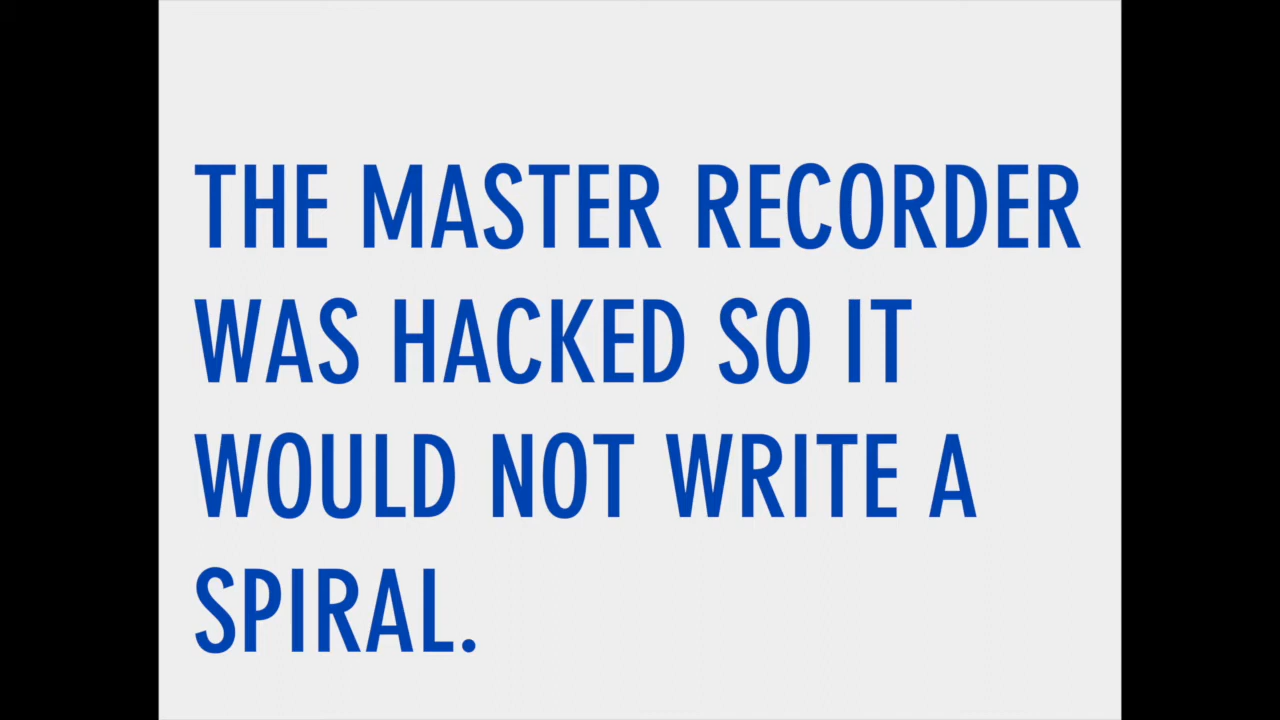 THE MASTER RECORDER
WAS HACKED SO IT
WOULD NOT WRITE A
SPIRAL.